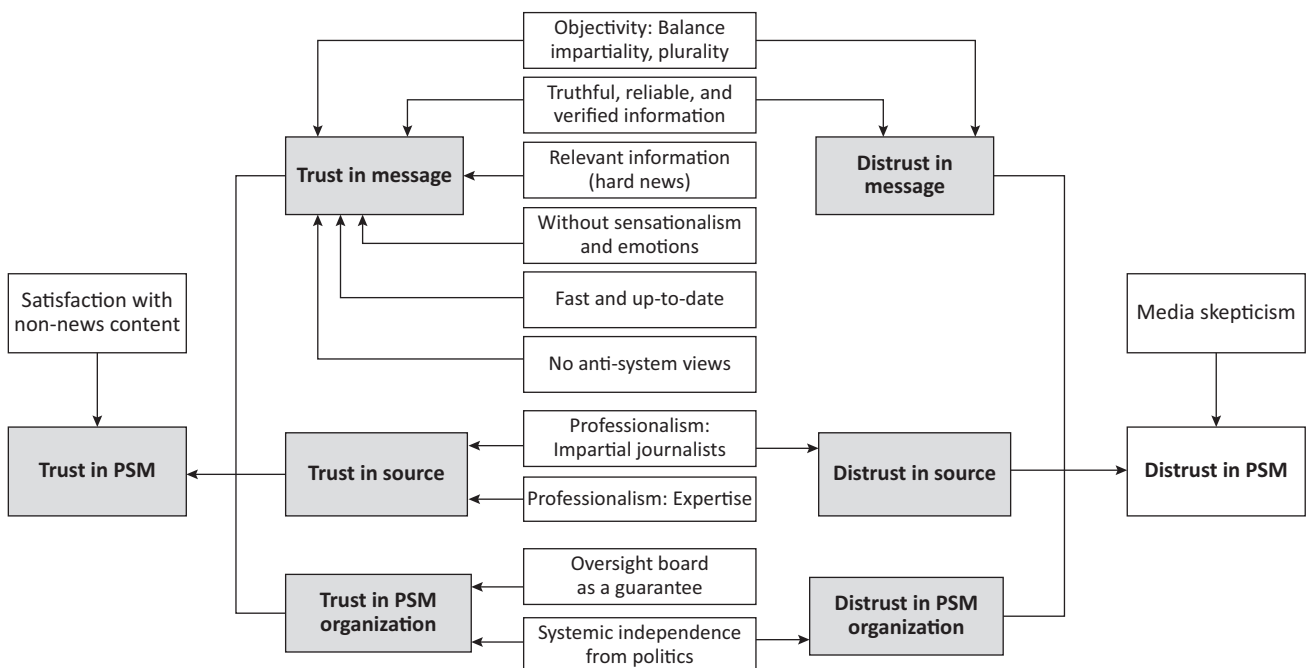 Objectivity: Balance
impartiality, plurality
Truthful, reliable, and
verified information
Trust in message
Relevant information
(hard news)
Distrust in
message
Without sensationalism
and emotions
Satisfaction with
non-news content
Fast and up-to-date
Media skepticism
No anti-system views
Trust in PSM
Trust in source
Professionalism:
Impartial journalists
Distrust in source
Distrust in PSM
Professionalism: Expertise
Oversight board
as a guarantee
Trust in PSM
organization
Distrust in PSM
organization
Systemic independence
from politics